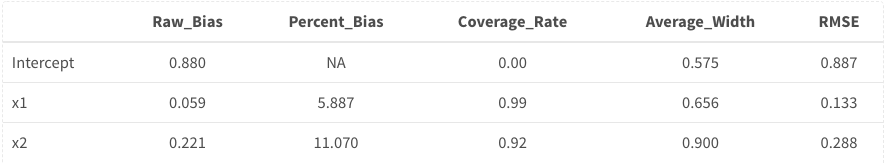 Raw_Bias Percent_Bias Coverage_Rate Average_Width RMSE
Intercept 0.880 NA 0.00 0.575 0.887
x1 0.059 5.887 0.99 0.656 0.133
x2 0.221 11.070 0.92 0.900 0.288